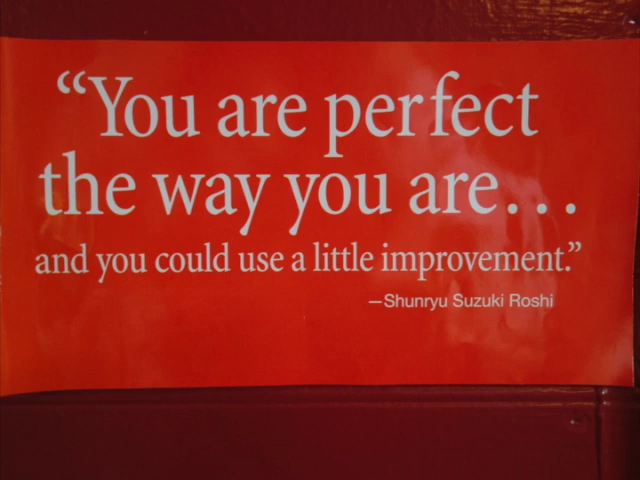 “You are perfect
the way you are...
and you could use a little improvement.”
—Shunryu Suzuki Roshi